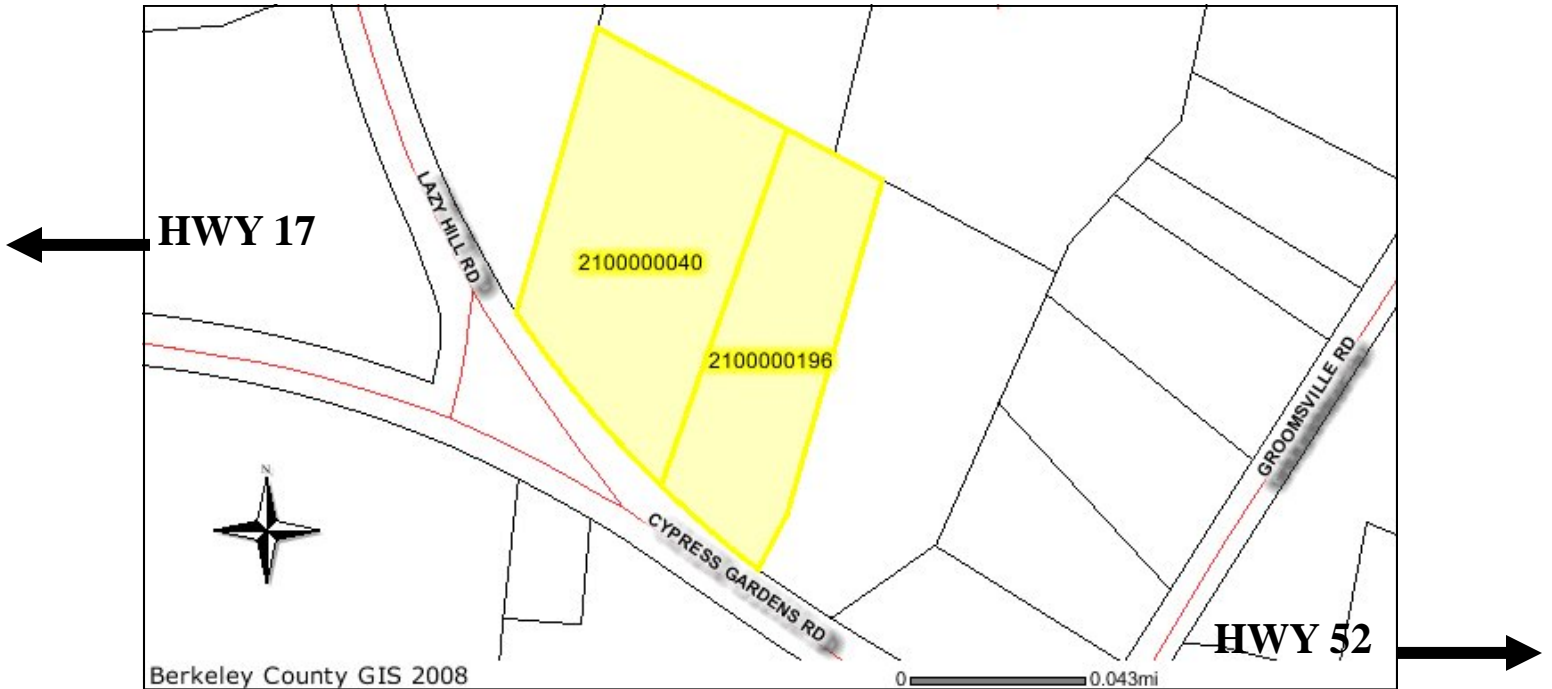 HWY 17
LAZY HILL RD
2100000040
2100000196
GROOMSVILLE RD
N
CYPRESS GARDENS RD
HWY 52
Berkeley County GIS 2008
0 0.043mi